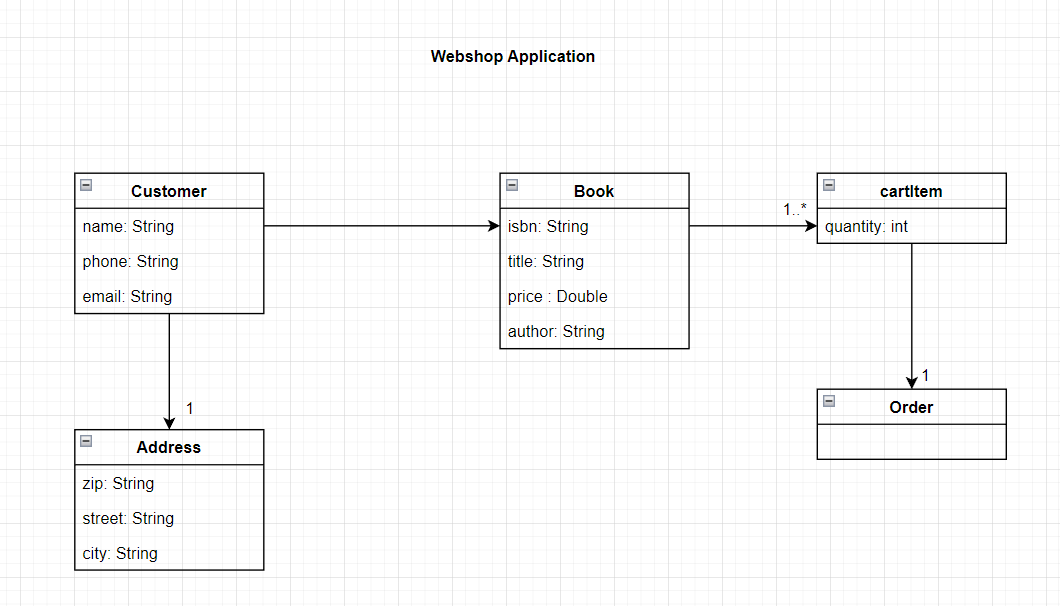 Webshop Application
Customer
name: String
phone: String
email: String
Book
isbn: String
title: String
price : Double
author: String
1..*
cartItem
quantity: int
1
Address
zip: String
street: String
city: String
1
Order